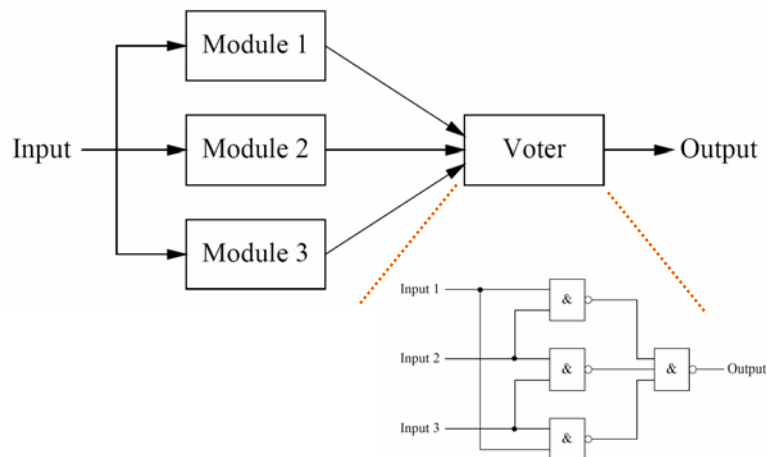 Module 1
Input
Module 2
Voter
Output
Module 3
Input 1
&
Input 2
&
&
Output
Input 3
&